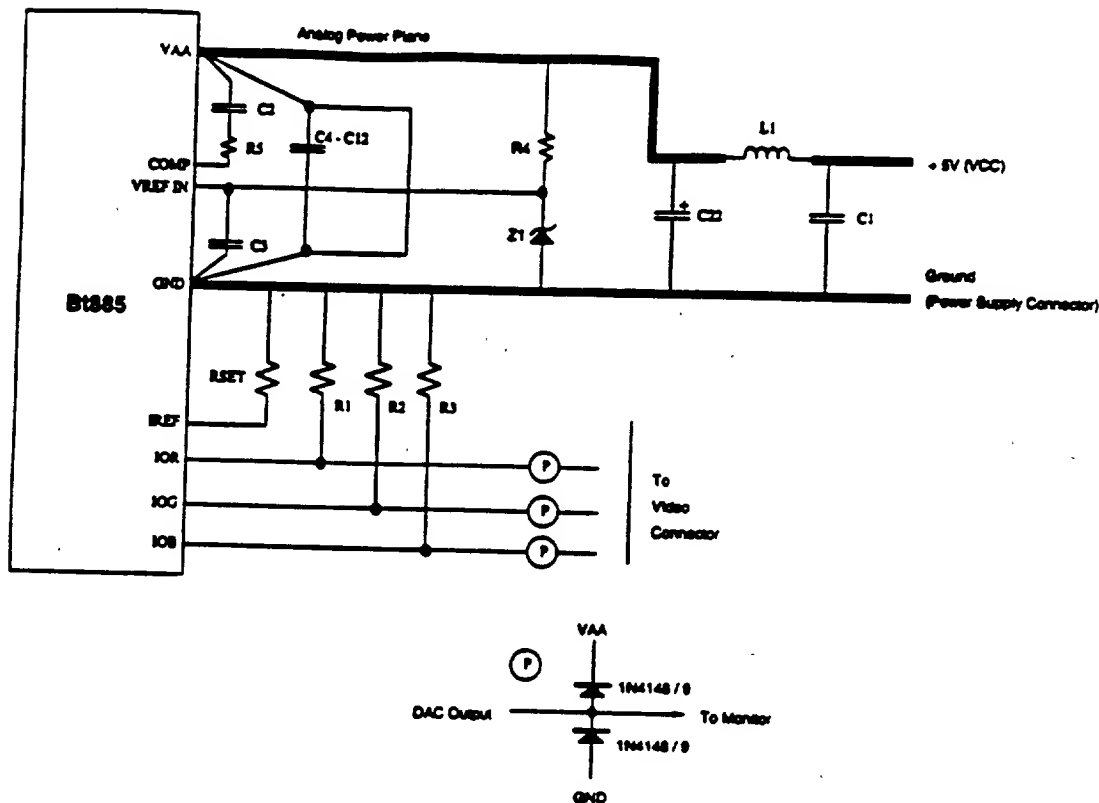 Analog Power Plane
VAA
C2
R5
C4 - C12
R4
L1
COMP
+ 5V (VCC)
VREF IN
C22
+
C1
C3
Z1
GND
Ground
(Power Supply Connector)
Bt885
RSET
R1
R2
R3
IREF
IOR
P
To
Video
Connector
IOG
P
IOB
P
VAA
P
1N4148 / 9
DAC Output
To Monitor
1N4148 / 9
GND